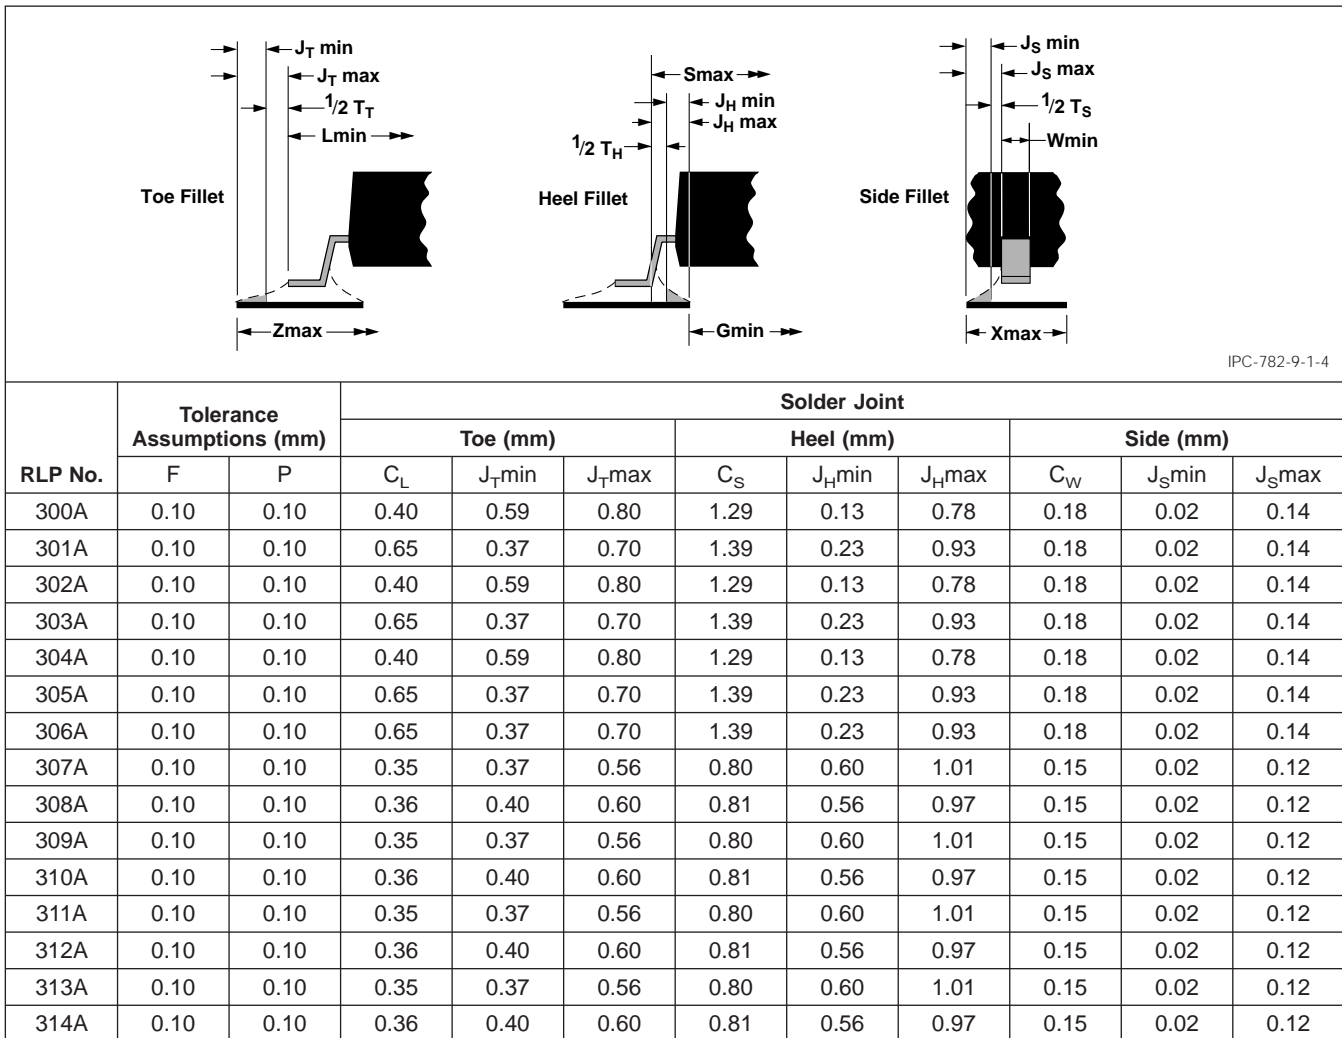 J_T min
J_T max
1/2 T_T
Lmin
Toe Fillet
Zmax
Smax
J_H min
J_H max
1/2 T_H
Heel Fillet
Gmin
J_S min
J_S max
1/2 T_S
Wmin
Side Fillet
Xmax
IPC-782-9-1-4
RLP No. Tolerance Assumptions (mm) Solder Joint
Toe (mm) Heel (mm) Side (mm)
F P C_L J_Tmin J_Tmax C_S J_Hmin J_Hmax C_W J_Smin J_Smax
300A 0.10 0.10 0.40 0.59 0.80 1.29 0.13 0.78 0.18 0.02 0.14
301A 0.10 0.10 0.65 0.37 0.70 1.39 0.23 0.93 0.18 0.02 0.14
302A 0.10 0.10 0.40 0.59 0.80 1.29 0.13 0.78 0.18 0.02 0.14
303A 0.10 0.10 0.65 0.37 0.70 1.39 0.23 0.93 0.18 0.02 0.14
304A 0.10 0.10 0.40 0.59 0.80 1.29 0.13 0.78 0.18 0.02 0.14
305A 0.10 0.10 0.65 0.37 0.70 1.39 0.23 0.93 0.18 0.02 0.14
306A 0.10 0.10 0.65 0.37 0.70 1.39 0.23 0.93 0.18 0.02 0.14
307A 0.10 0.10 0.35 0.37 0.56 0.80 0.60 1.01 0.15 0.02 0.12
308A 0.10 0.10 0.36 0.40 0.60 0.81 0.56 0.97 0.15 0.02 0.12
309A 0.10 0.10 0.35 0.37 0.56 0.80 0.60 1.01 0.15 0.02 0.12
310A 0.10 0.10 0.36 0.40 0.60 0.81 0.56 0.97 0.15 0.02 0.12
311A 0.10 0.10 0.35 0.37 0.56 0.80 0.60 1.01 0.15 0.02 0.12
312A 0.10 0.10 0.36 0.40 0.60 0.81 0.56 0.97 0.15 0.02 0.12
313A 0.10 0.10 0.35 0.37 0.56 0.80 0.60 1.01 0.15 0.02 0.12
314A 0.10 0.10 0.36 0.40 0.60 0.81 0.56 0.97 0.15 0.02 0.12